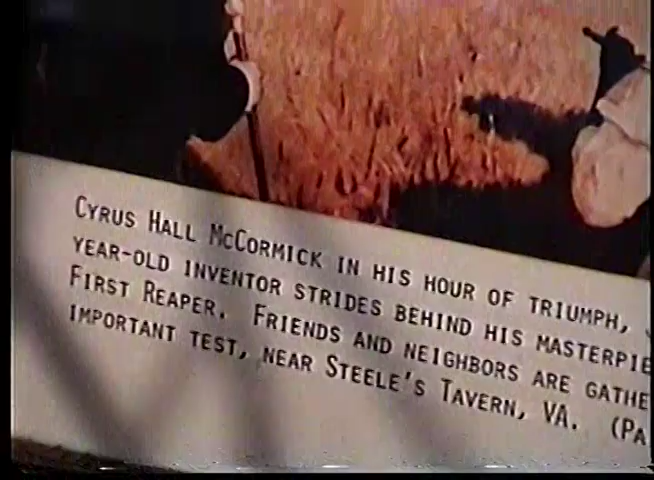 Cyrus Hall McCormick in his hour of triumph,
year-old inventor strides behind his masterpie
First Reaper. Friends and neighbors are gathe
important test, near Steele's Tavern, VA. (Pa